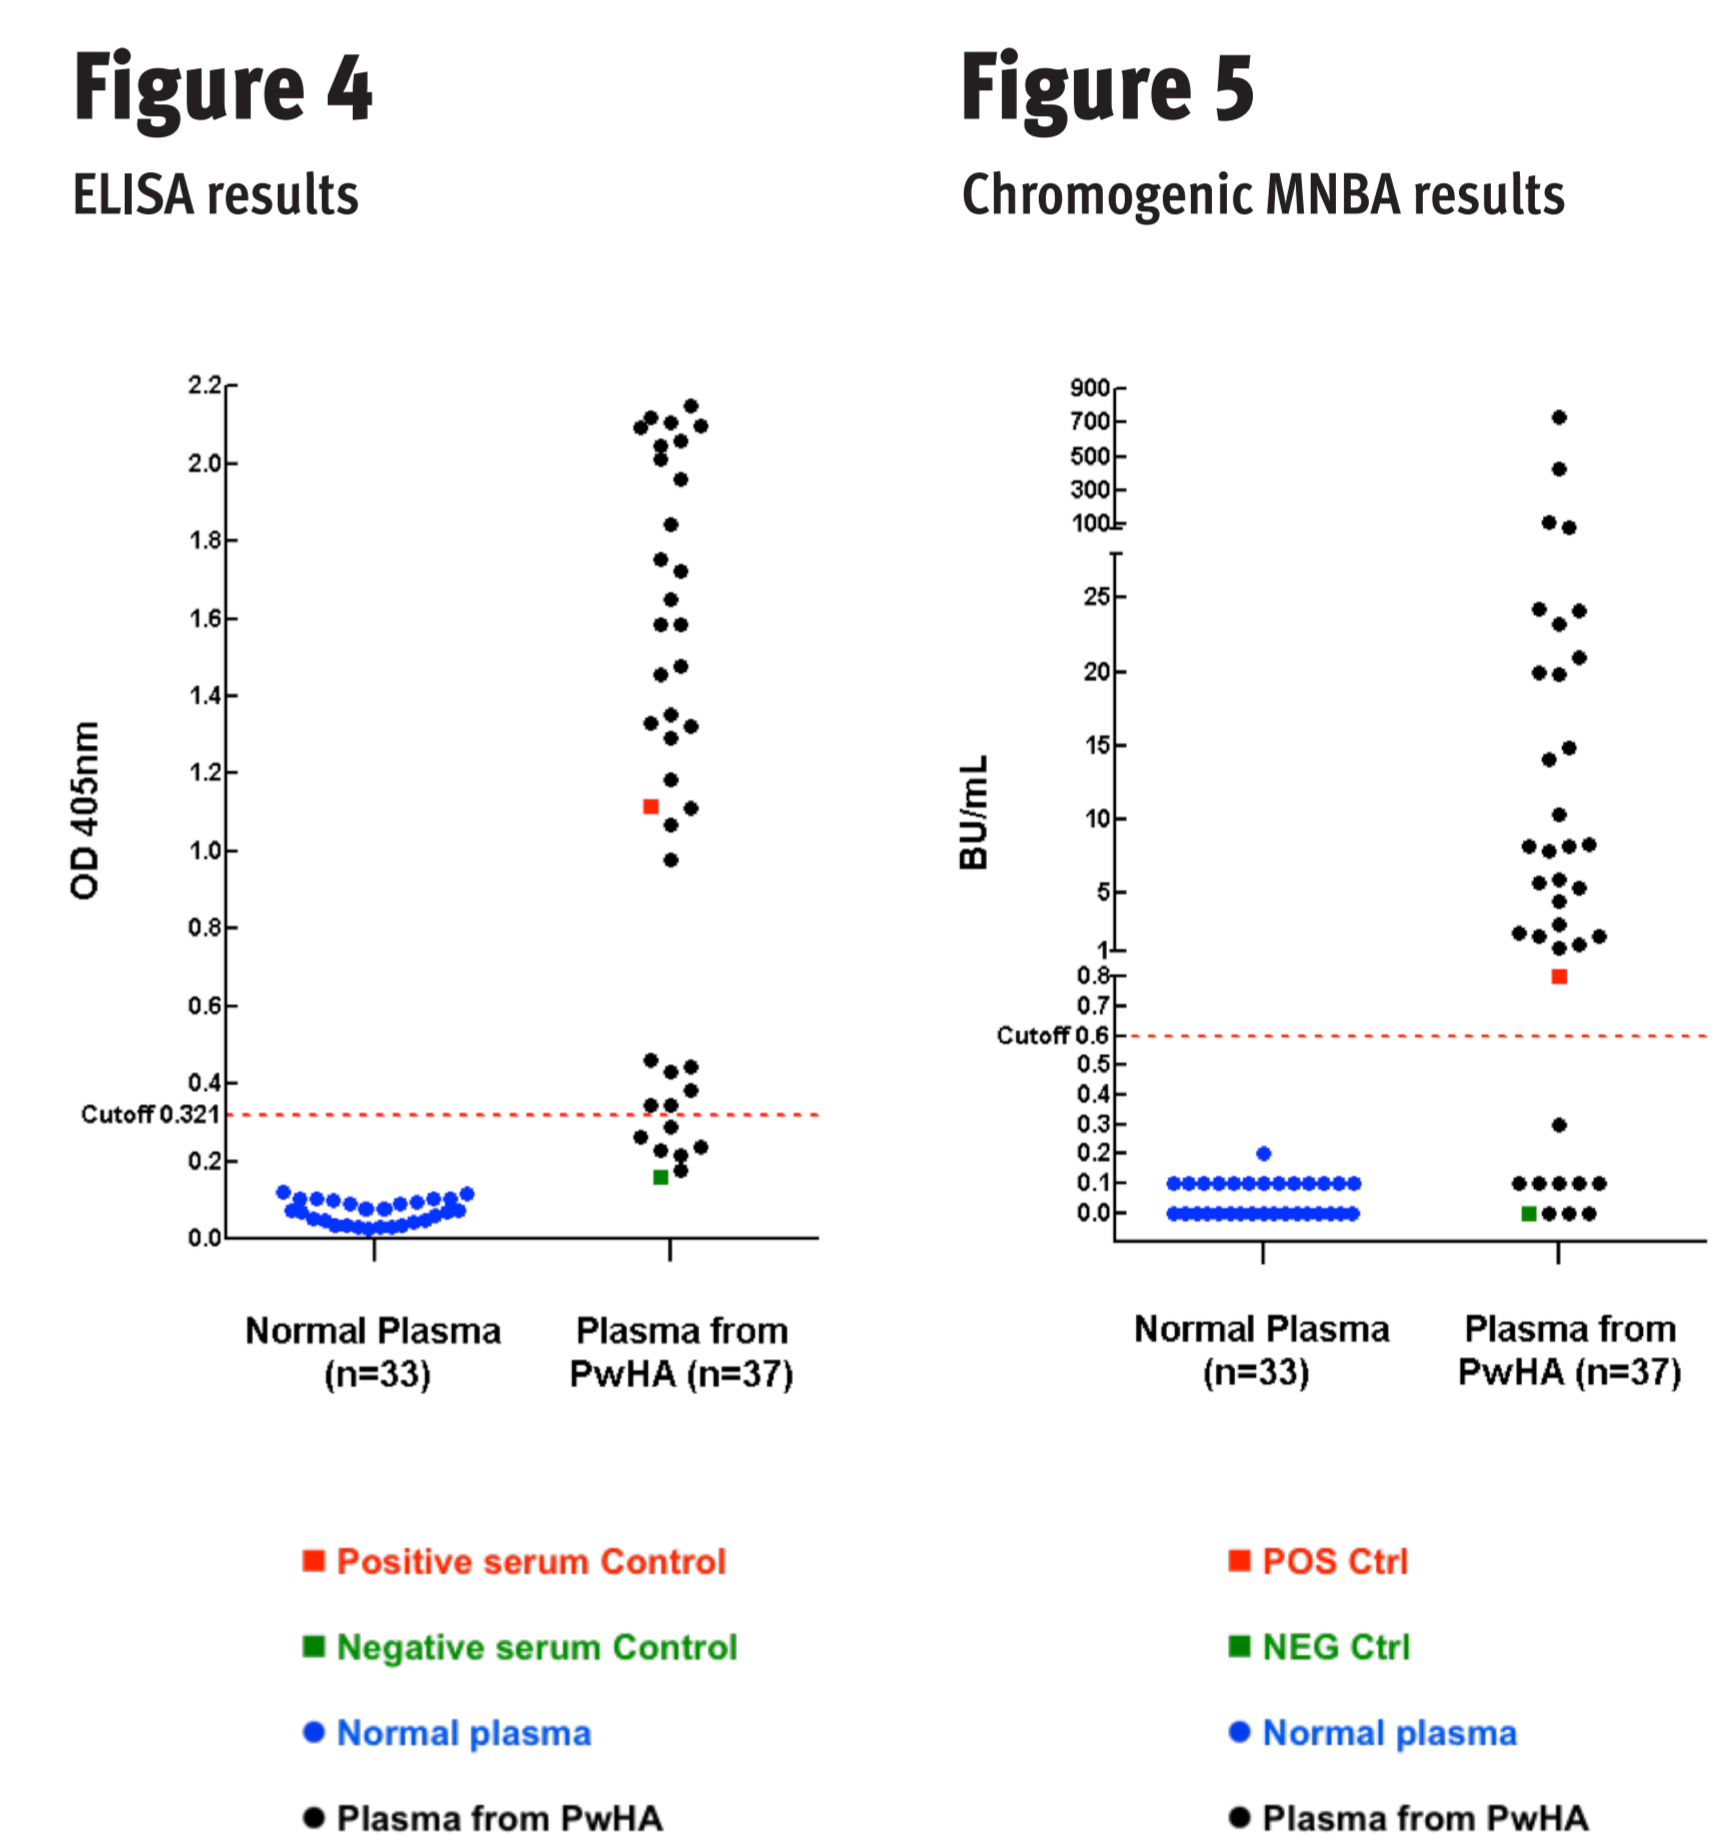 Figure 4
ELISA results
2.2
2.0
1.8
1.6
1.4
1.2
1.0
0.8
0.6
0.4
Cutoff 0.321
0.2
0.0
OD 405nm
Normal Plasma
(n=33)
Plasma from
PwHA (n=37)
Positive serum Control
Negative serum Control
Normal plasma
Plasma from PwHA
Figure 5
Chromogenic MNBA results
900
700
500
300
100
25
20
15
10
5
1
0.8
0.7
Cutoff 0.6
0.5
0.4
0.3
0.2
0.1
0.0
BU/mL
Normal Plasma
(n=33)
Plasma from
PwHA (n=37)
POS Ctrl
NEG Ctrl
Normal plasma
Plasma from PwHA